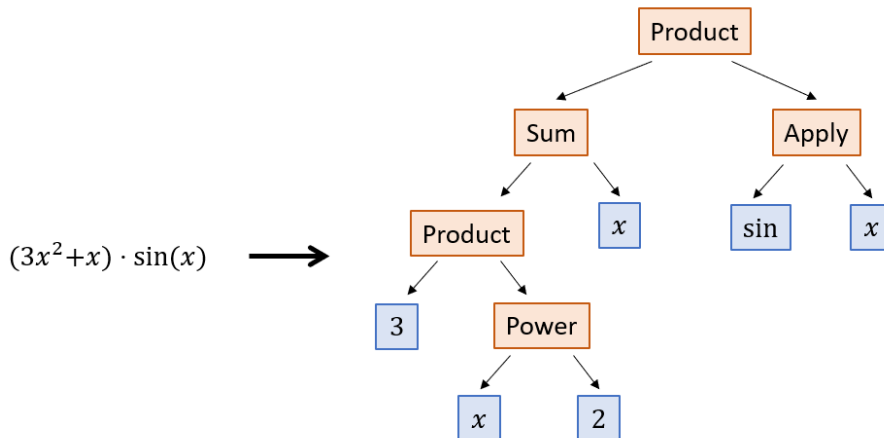 Product
Sum Apply
Product x sin x
(3x²+x) · sin(x)
3 Power
x 2